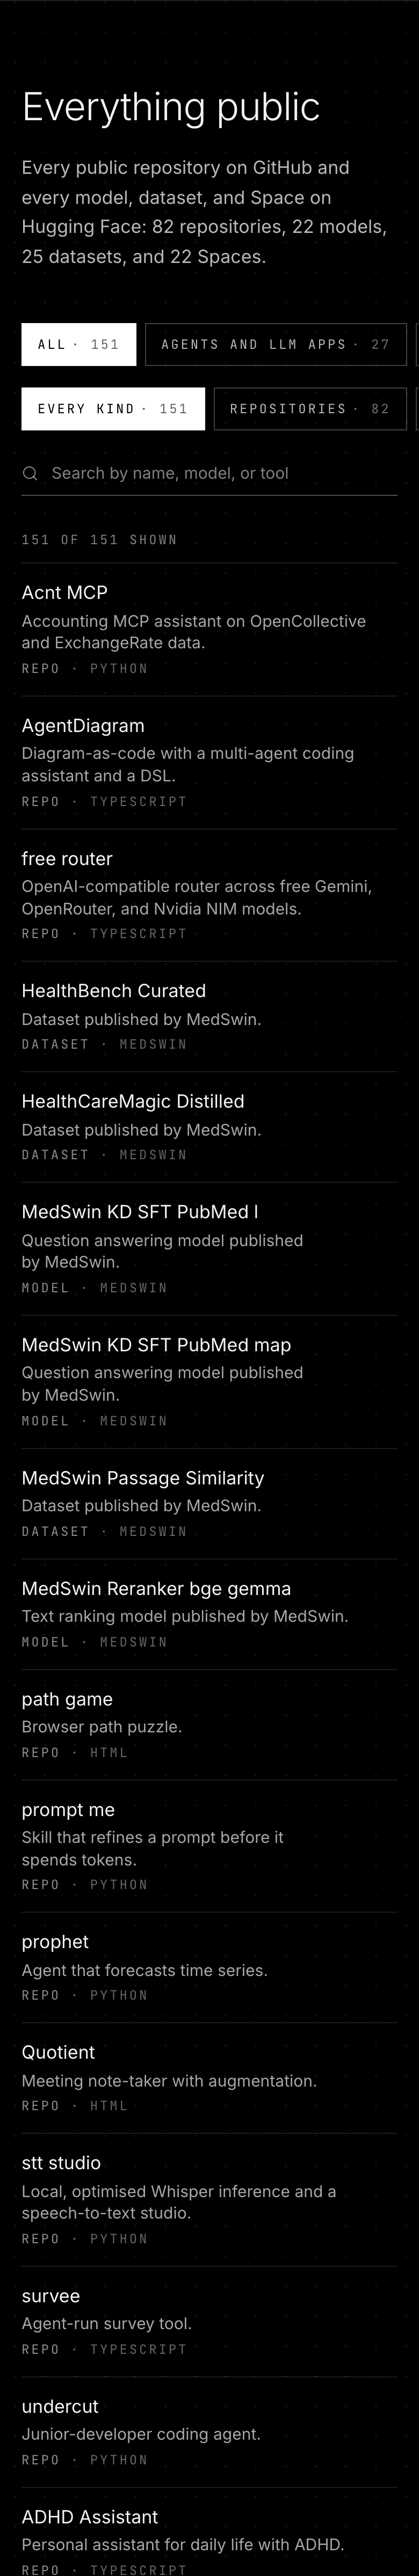 Everything public
Every public repository on GitHub and
every model, dataset, and Space on
Hugging Face: 82 repositories, 22 models,
25 datasets, and 22 Spaces.
ALL · 151 AGENTS AND LLM APPS · 27
EVERY KIND · 151 REPOSITORIES · 82
Search by name, model, or tool
151 OF 151 SHOWN
Acnt MCP
Accounting MCP assistant on OpenCollective
and ExchangeRate data.
REPO · PYTHON
AgentDiagram
Diagram-as-code with a multi-agent coding
assistant and a DSL.
REPO · TYPESCRIPT
free router
OpenAI-compatible router across free Gemini,
OpenRouter, and Nvidia NIM models.
REPO · TYPESCRIPT
HealthBench Curated
Dataset published by MedSwin.
DATASET · MEDSWIN
HealthCareMagic Distilled
Dataset published by MedSwin.
DATASET · MEDSWIN
MedSwin KD SFT PubMed l
Question answering model published
by MedSwin.
MODEL · MEDSWIN
MedSwin KD SFT PubMed map
Question answering model published
by MedSwin.
MODEL · MEDSWIN
MedSwin Passage Similarity
Dataset published by MedSwin.
DATASET · MEDSWIN
MedSwin Reranker bge gemma
Text ranking model published by MedSwin.
MODEL · MEDSWIN
path game
Browser path puzzle.
REPO · HTML
prompt me
Skill that refines a prompt before it
spends tokens.
REPO · PYTHON
prophet
Agent that forecasts time series.
REPO · PYTHON
Quotient
Meeting note-taker with augmentation.
REPO · HTML
stt studio
Local, optimised Whisper inference and a
speech-to-text studio.
REPO · PYTHON
survee
Agent-run survey tool.
REPO · TYPESCRIPT
undercut
Junior-developer coding agent.
REPO · PYTHON
ADHD Assistant
Personal assistant for daily life with ADHD.
REPO · TYPESCRIPT